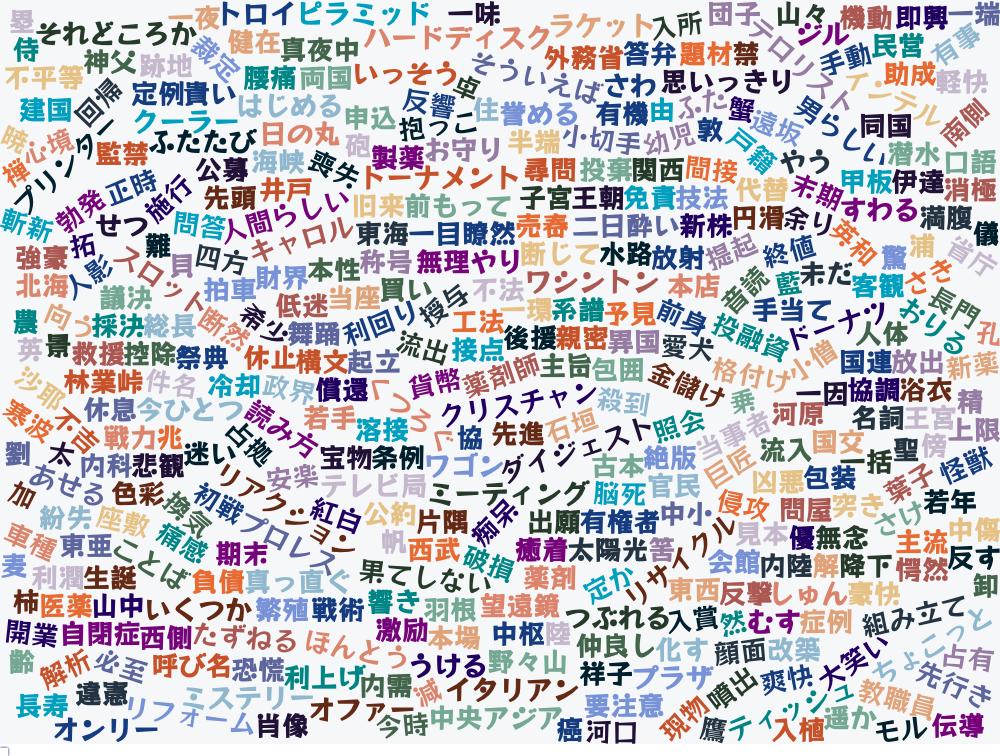 塁 それどころか 一夜 トロイ ピラミッド 一味 ラケット 入所 団子 山々 機動 即興 一端
侍 神父 跡地 裁定 健在 真夜中 ハードディスク 外務省 答弁 題材 禁 テロリスト ジル 手動 民営 有事
不平等 腰痛 両国 いっそう 卓 そういえば さわ 思いっきり インテル 助成 軽快
建国 回帰 定例 貴い はじめる 申込 反響 住 誉める 有機 由 ふた 蟹 遠坂 男らしい 同国 南側
暁 心境 プリンター クーラー ふたたび 日の丸 砲 抱っこ 半端 小切手 幼児 敦 戸籍 やう 潜水 口語
禅 監禁 公募 海峡 喪失 製薬 お守り トーナメント 尋問 投棄 関西 間接 代替 末期 甲板 伊達 消極
斬新 勃発 正時 施行 先頭 井戸 旧来 前もって 子宮 王朝 免責 技法 円滑 余り すわる 満腹 儀
拓 せつ 問答 人間らしい 東海 一目瞭然 売春 二日酔い 新株 英和 浦 省庁
強豪 人影 難 貝 四方 キャロル 称号 無理やり 断じて 水路 放射 提起 終値 驚 さき
北海 議決 スロット 拍車 財界 本性 買い 不法 ワシントン 本店 音読 藍 未だ 客観 長門
農 向う 採決 総長 断然 希少 低迷 当座 利回り 授与 工法 一環 系譜 予見 前身 投融資 手当て ドーナツ おりる 孔
英 景 救援 控除 祭典 休止 舞踊 構文 起立 流出 接点 後援 親密 異国 愛犬 格付け 小僧 人体 国連 放出 新薬
沙耶 林業 峠 件名 冷却 政界 償還 くつろぐ 貨幣 薬剤師 主旨 包囲 金儲け 乗 一因 協調 浴衣 精
寒波 不吉 休息 今ひとつ 読み方 若手 クリスチャン 殺到 河原 名詞 王宮 上限
劉 太 戦力 兆 迷い 占拠 溶接 協 先進 石垣 照会 当事者 流入 国交 聖 傍
あせる 内科 悲観 安楽 宝物 条例 ワゴン ダイジェスト 古本 絶版 巨匠 一括 怪獣
加 色彩 換気 初戦 リアクション テレビ局 ミーティング 脳死 官民 凶悪 包装 葉子 若年
紛失 座敷 痛感 プロレス 紅白 公約 片隅 痴呆 出願 有権者 中小 侵攻 問屋 突き さけ 中傷
車種 東亜 ことば 期末 帆 西武 破損 癒着 太陽光 筈 リサイクル 見本 優 無念 主流 反す
麦 利潤 生誕 負債 真っ直ぐ 果てしない 薬剤 定か 会館 内陸 解 降下 愕然 卸
柿 医薬 山中 いくつか 繁殖 戦術 響き 羽根 望遠鏡 つぶれる 東西 反撃 しゅん 豪快
開業 自閉症 西側 たずねる ほんとう 激励 本場 中枢 陸 仲良し 入賞 然 むす 症例 組み立て
齢 解析 必至 呼び名 恐慌 利上げ うける 野々山 化す 顔面 改築 大笑い ちょこっと 占有
長寿 違憲 ミステリー 内需 減 イタリアン 祥子 プラザ 噴出 爽快 教職員 先行き
オンリー リフォーム 肖像 オファー 今時 中央アジア 癌 河口 要注意 現物 鷹 ティッシュ 入植 遥か モル 伝導